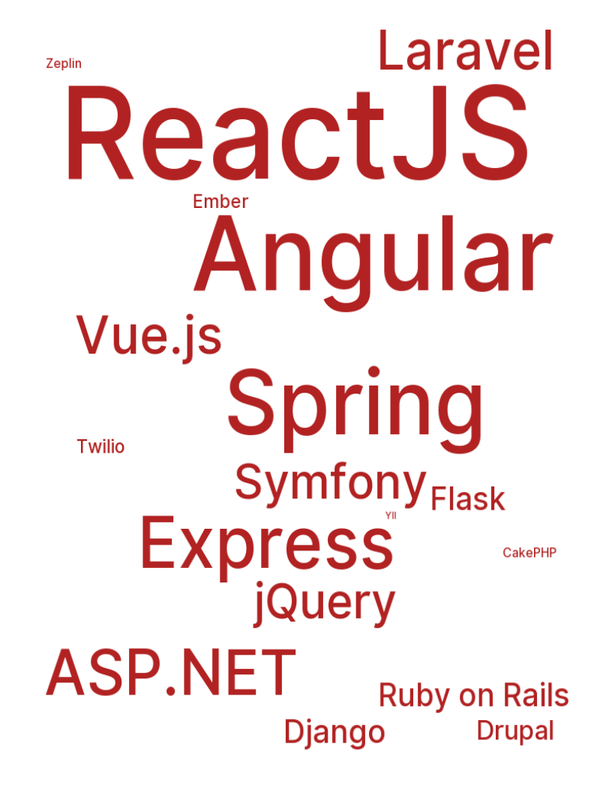 Laravel
Zeplin
ReactJS
Ember
Angular
Vue.js
Spring
Twilio
Symfony
Flask
YII
Express
CakePHP
jQuery
ASP.NET
Ruby on Rails
Django
Drupal